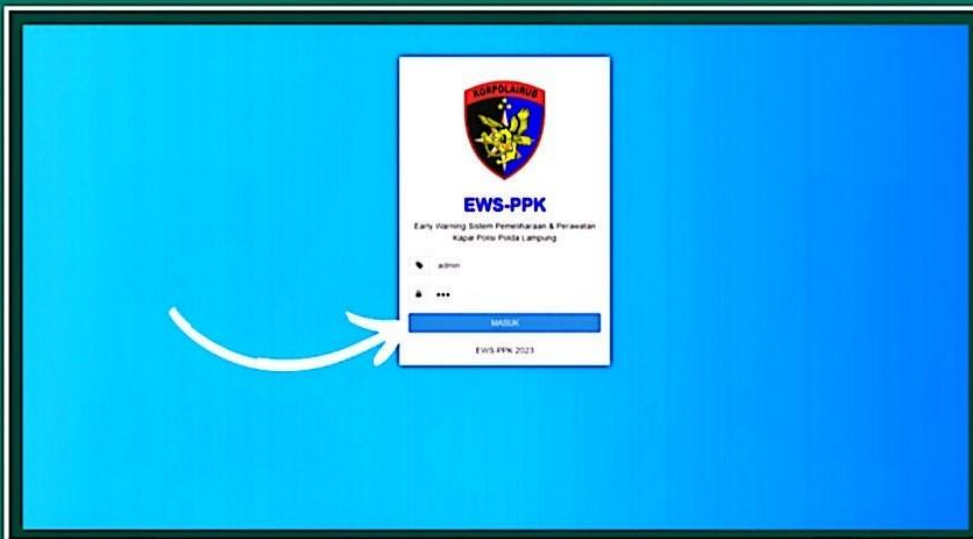 KORPOLAIRUD
EWS-PPK
Early Warning Sistem Pemeliharaan & Perawatan
Kapal Polisi Polda Lampung
admin
•••
MASUK
EWS-PPK 2023